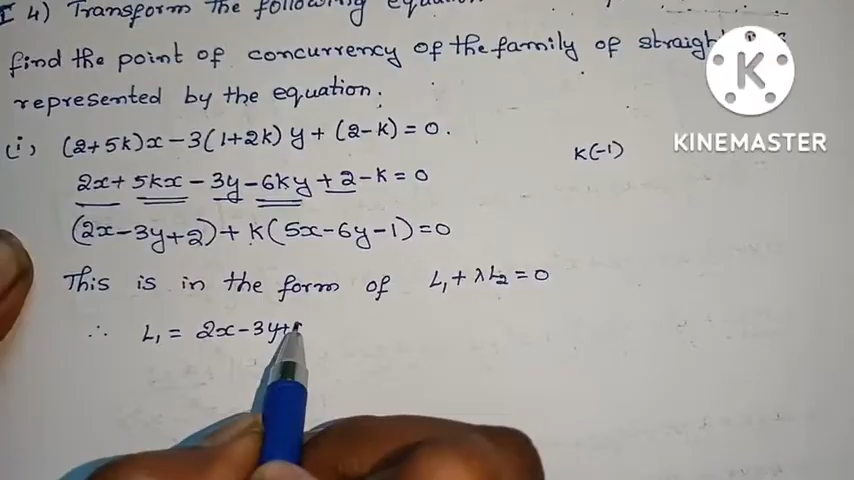 I 4) Transform the following
find the point of concurrency of the family of straight
represented by the equation.
(i) (2+5k)x-3(1+2k)y+(2-k)=0.
2x+5kx-3y-6ky+2-k=0
k(-1)
(2x-3y+2)+k(5x-6y-1)=0
This is in the form of L₁+λL₂=0
∴ L₁ = 2x-3y+
K
KINEMASTER